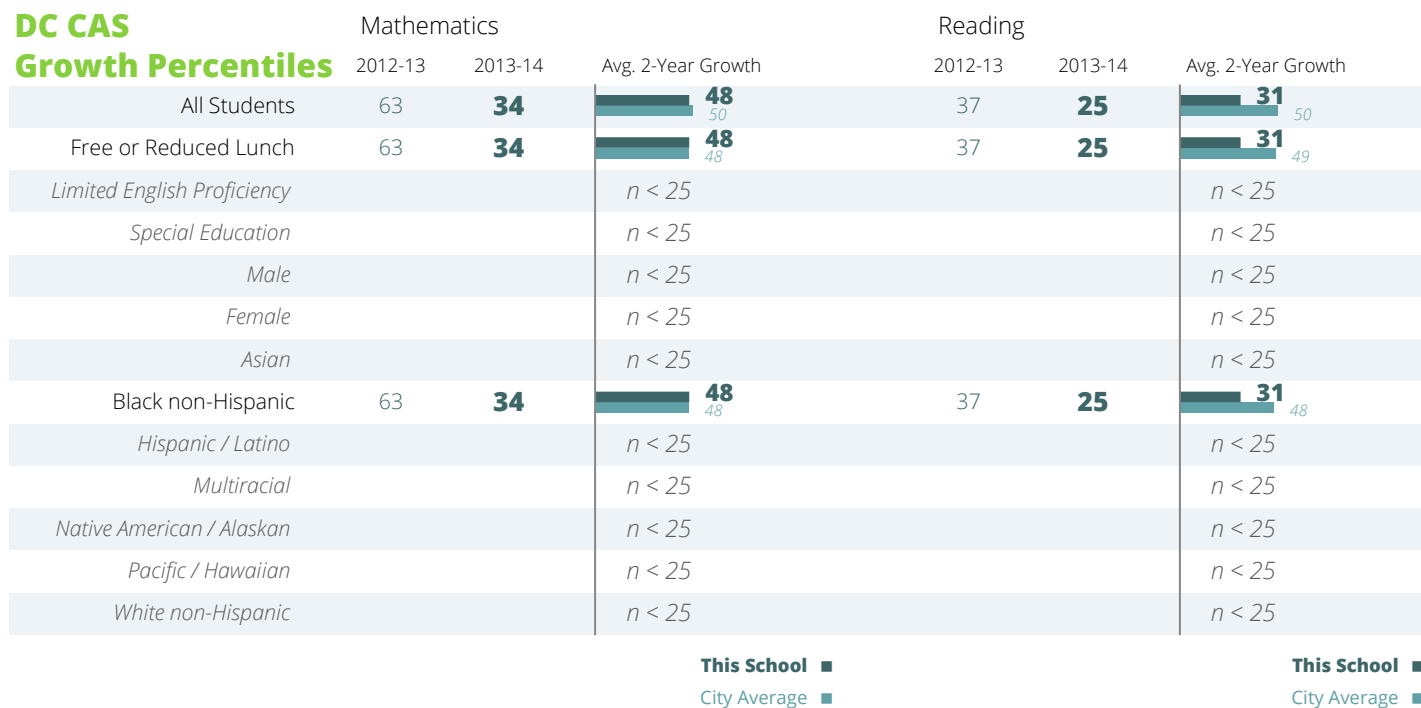 DC CAS Mathematics Reading
Growth Percentiles 2012-13 2013-14 Avg. 2-Year Growth 2012-13 2013-14 Avg. 2-Year Growth
All Students 63 34 48 50 37 25 31 50
Free or Reduced Lunch 63 34 48 48 37 25 31 49
Limited English Proficiency n < 25 n < 25
Special Education n < 25 n < 25
Male n < 25 n < 25
Female n < 25 n < 25
Asian n < 25 n < 25
Black non-Hispanic 63 34 48 48 37 25 31 48
Hispanic / Latino n < 25 n < 25
Multiracial n < 25 n < 25
Native American / Alaskan n < 25 n < 25
Pacific / Hawaiian n < 25 n < 25
White non-Hispanic n < 25 n < 25
This School This School
City Average City Average